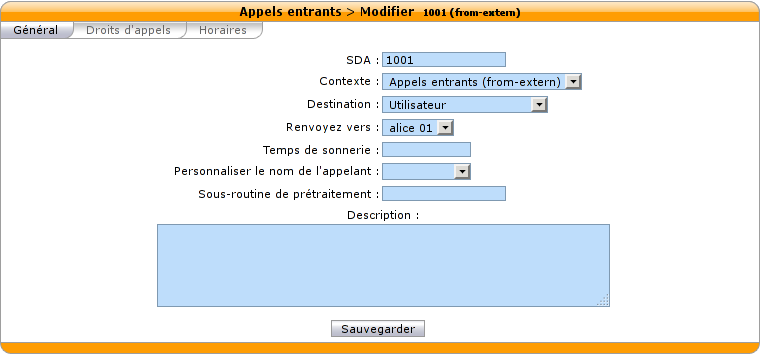 Appels entrants > Modifier 1001 (from-extern)
Général Droits d'appels Horaires
SDA : 1001
Contexte : Appels entrants (from-extern)
Destination : Utilisateur
Renvoyez vers : alice 01
Temps de sonnerie :
Personnaliser le nom de l'appelant :
Sous-routine de prétraitement :
Description :
Sauvegarder